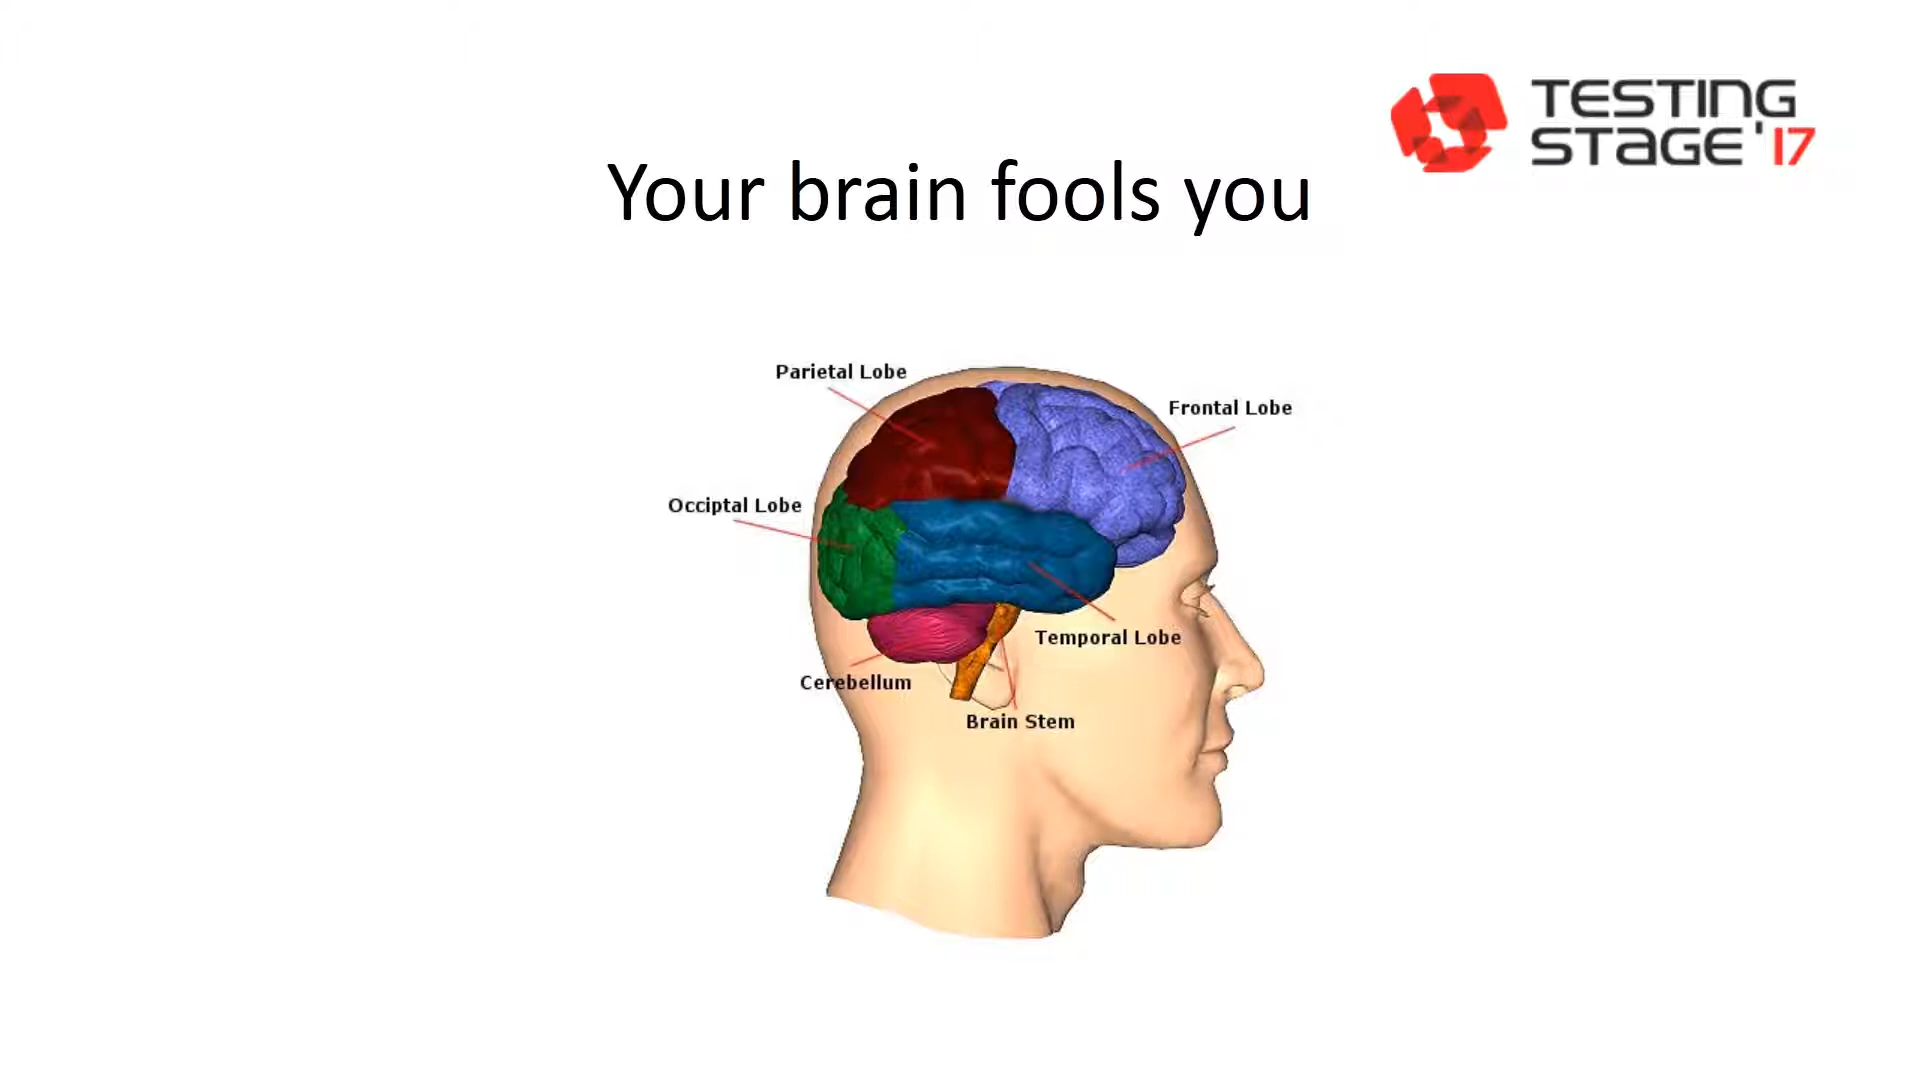 TESTING
STAGE'17
Your brain fools you
Parietal Lobe
Frontal Lobe
Occiptal Lobe
Temporal Lobe
Cerebellum
Brain Stem